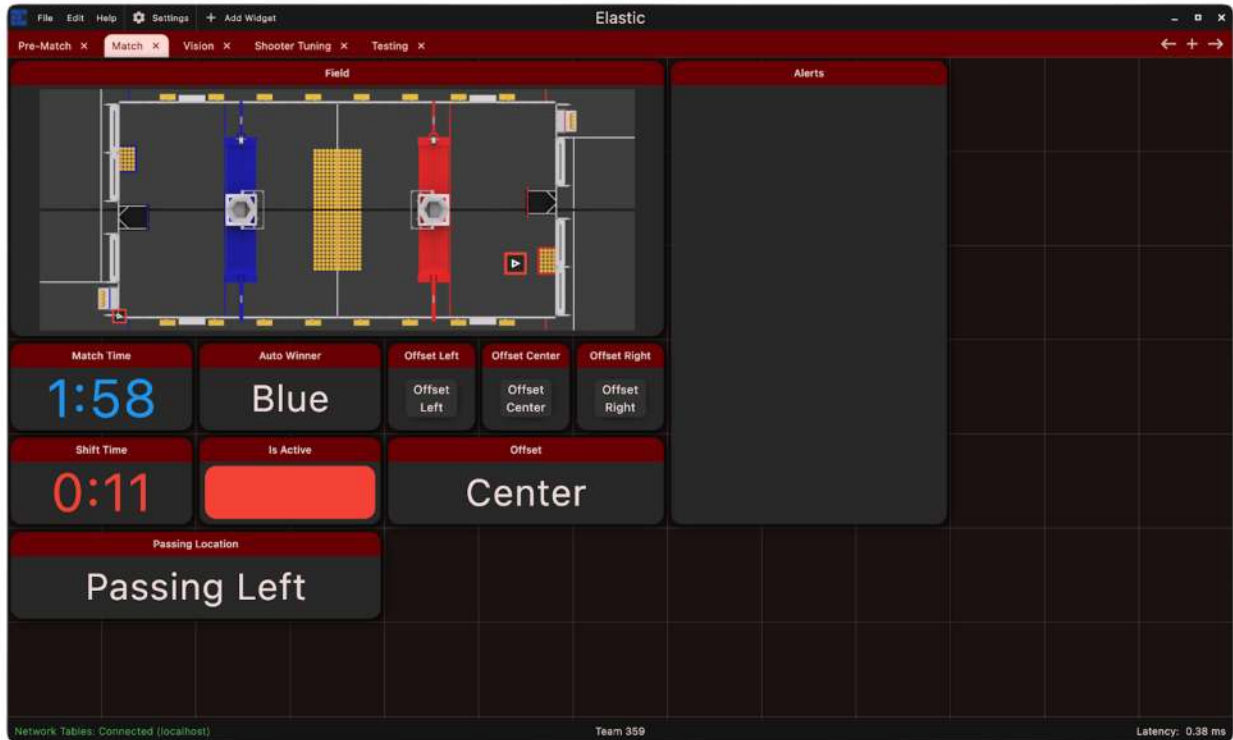 File Edit Help Settings + Add Widget
Elastic
Pre-Match × Match × Vision × Shooter Tuning × Testing ×
Field
Alerts
Match Time
1:58
Auto Winner
Blue
Offset Left
Offset
Left
Offset Center
Offset
Center
Offset Right
Offset
Right
Shift Time
0:11
Is Active
Offset
Center
Passing Location
Passing Left
Network Tables: Connected (localhost)
Team 359
Latency: 0.38 ms